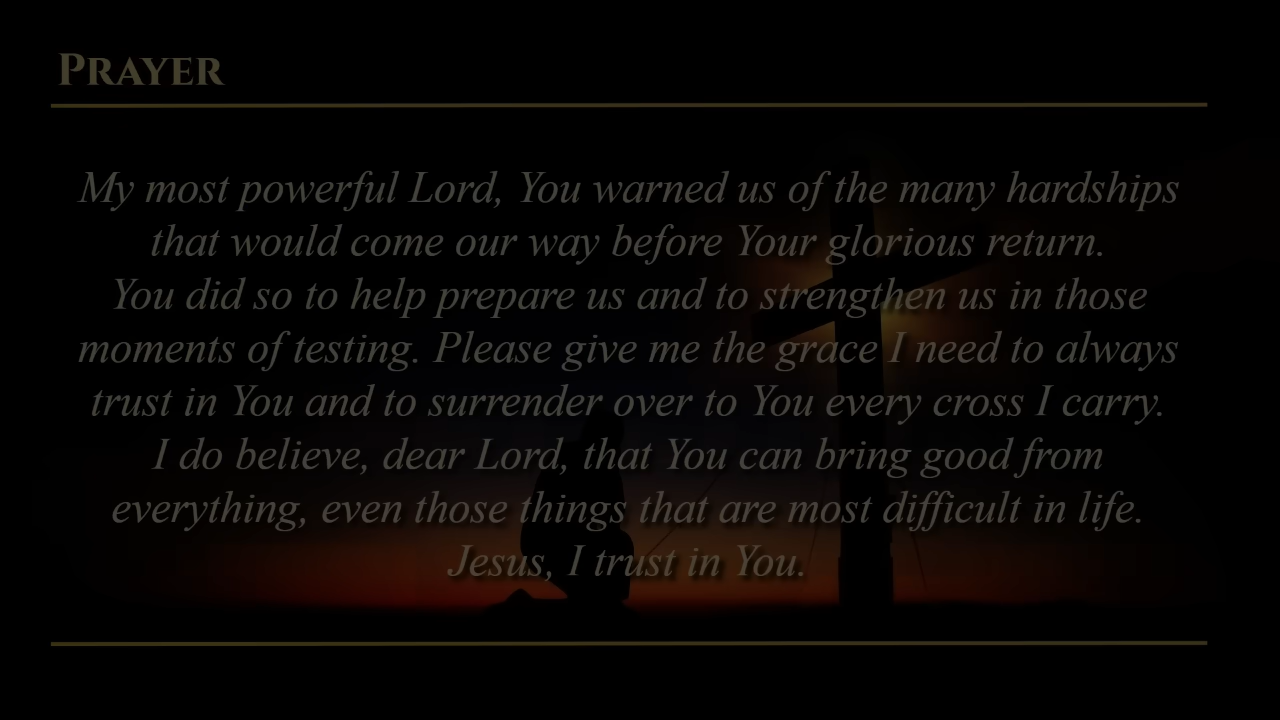 Prayer
My most powerful Lord, You warned us of the many hardships
that would come our way before Your glorious return.
You did so to help prepare us and to strengthen us in those
moments of testing. Please give me the grace I need to always
trust in You and to surrender over to You every cross I carry.
I do believe, dear Lord, that You can bring good from
everything, even those things that are most difficult in life.
Jesus, I trust in You.